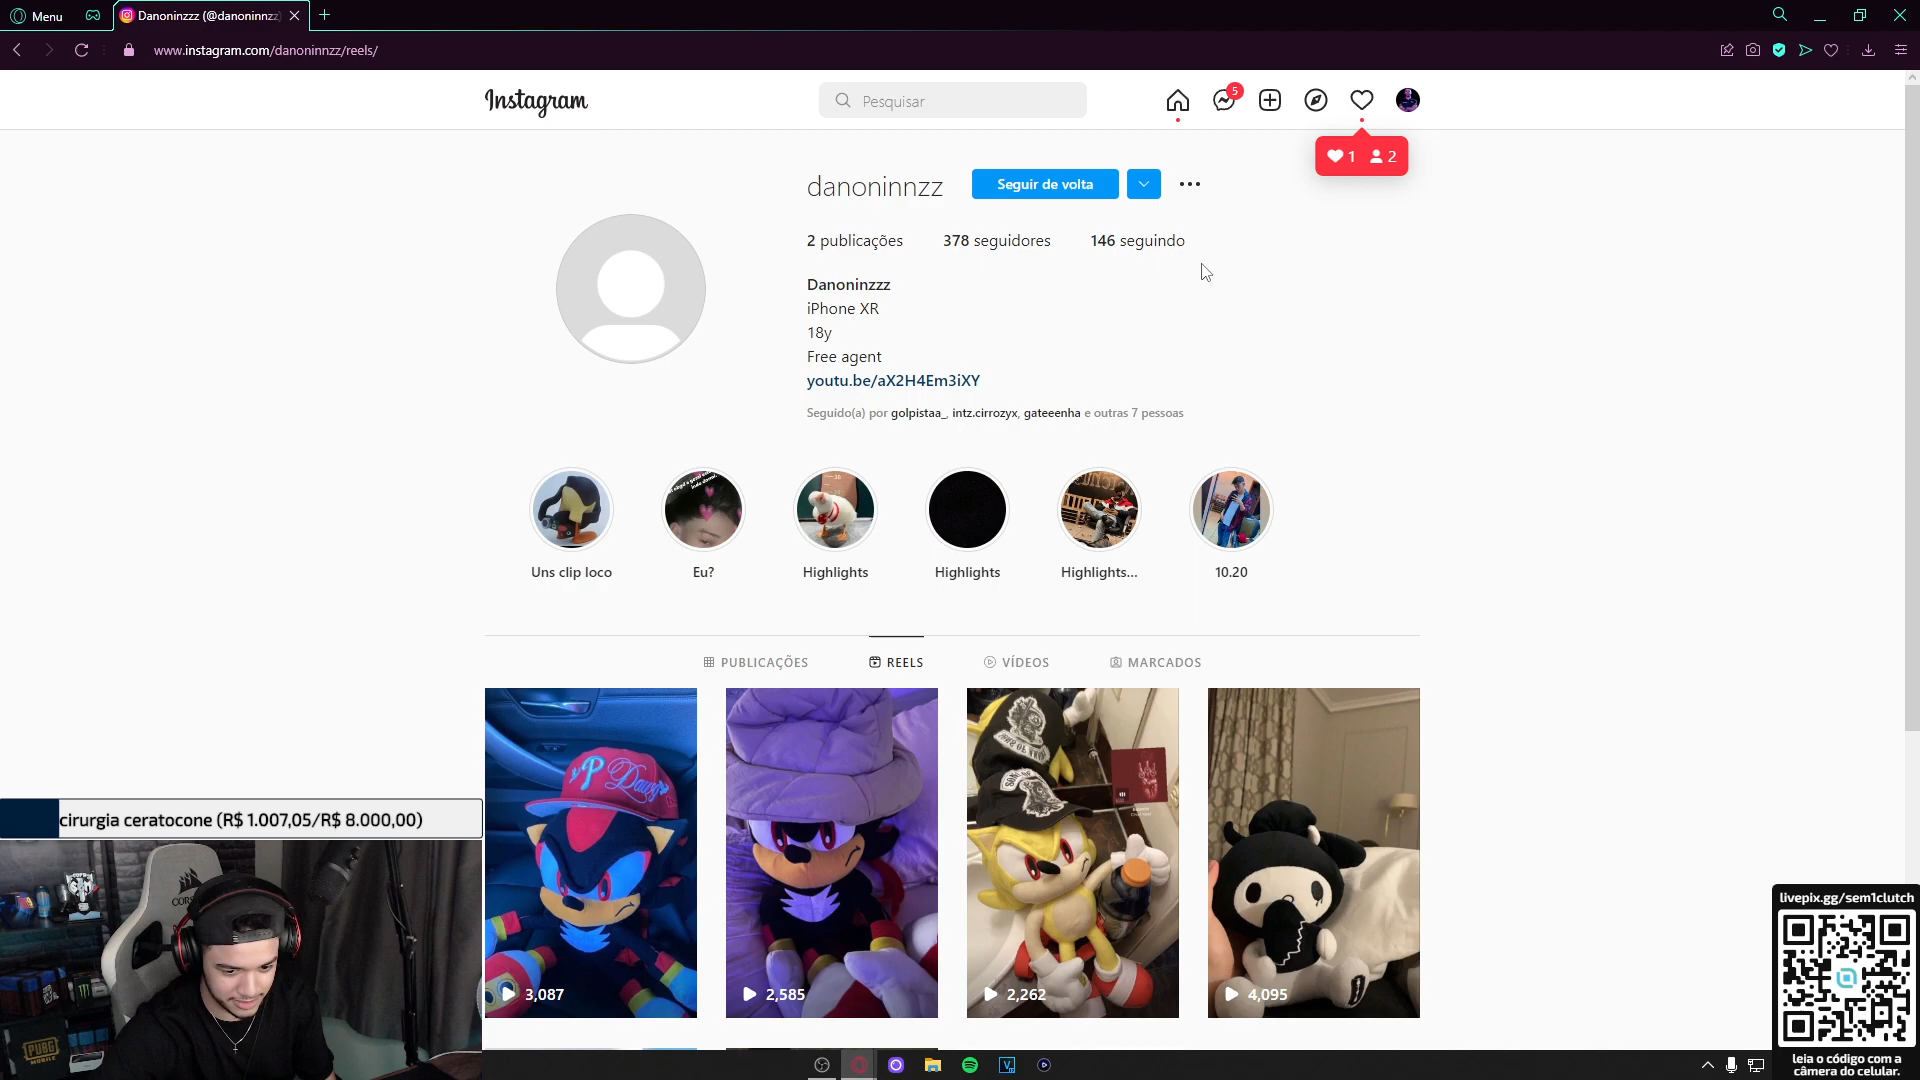 Menu
Danoninzzz (@danoninnzz)
www.instagram.com/danoninnzz/reels/
Instagram
Pesquisar
5
1 2
danoninnzz
Seguir de volta
2 publicações 378 seguidores 146 seguindo
Danoninzzz
iPhone XR
18y
Free agent
youtu.be/aX2H4Em3iXY
Seguido(a) por golpistaa_, intz.cirrozyx, gateeenha e outras 7 pessoas
Uns clip loco
Eu?
Highlights
Highlights
Highlights...
10.20
PUBLICAÇÕES
REELS
VÍDEOS
MARCADOS
3,087
2,585
2,262
4,095
cirurgia ceratocone (R$ 1.007,05/R$ 8.000,00)
PUBG
MOBILE
livepix.gg/sem1clutch
leia o código com a
câmera do celular.